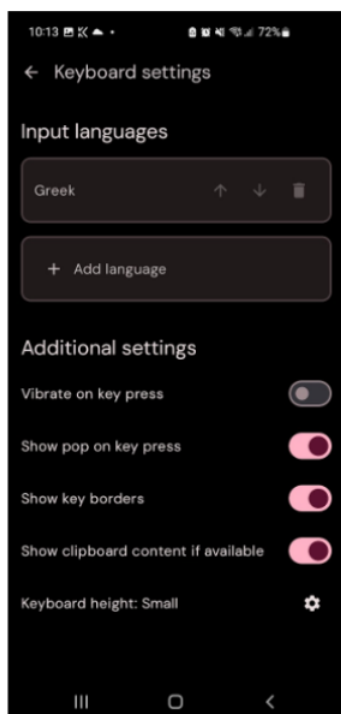 10:13 72%
Keyboard settings
Input languages
Greek
+ Add language
Additional settings
Vibrate on key press
Show pop on key press
Show key borders
Show clipboard content if available
Keyboard height: Small